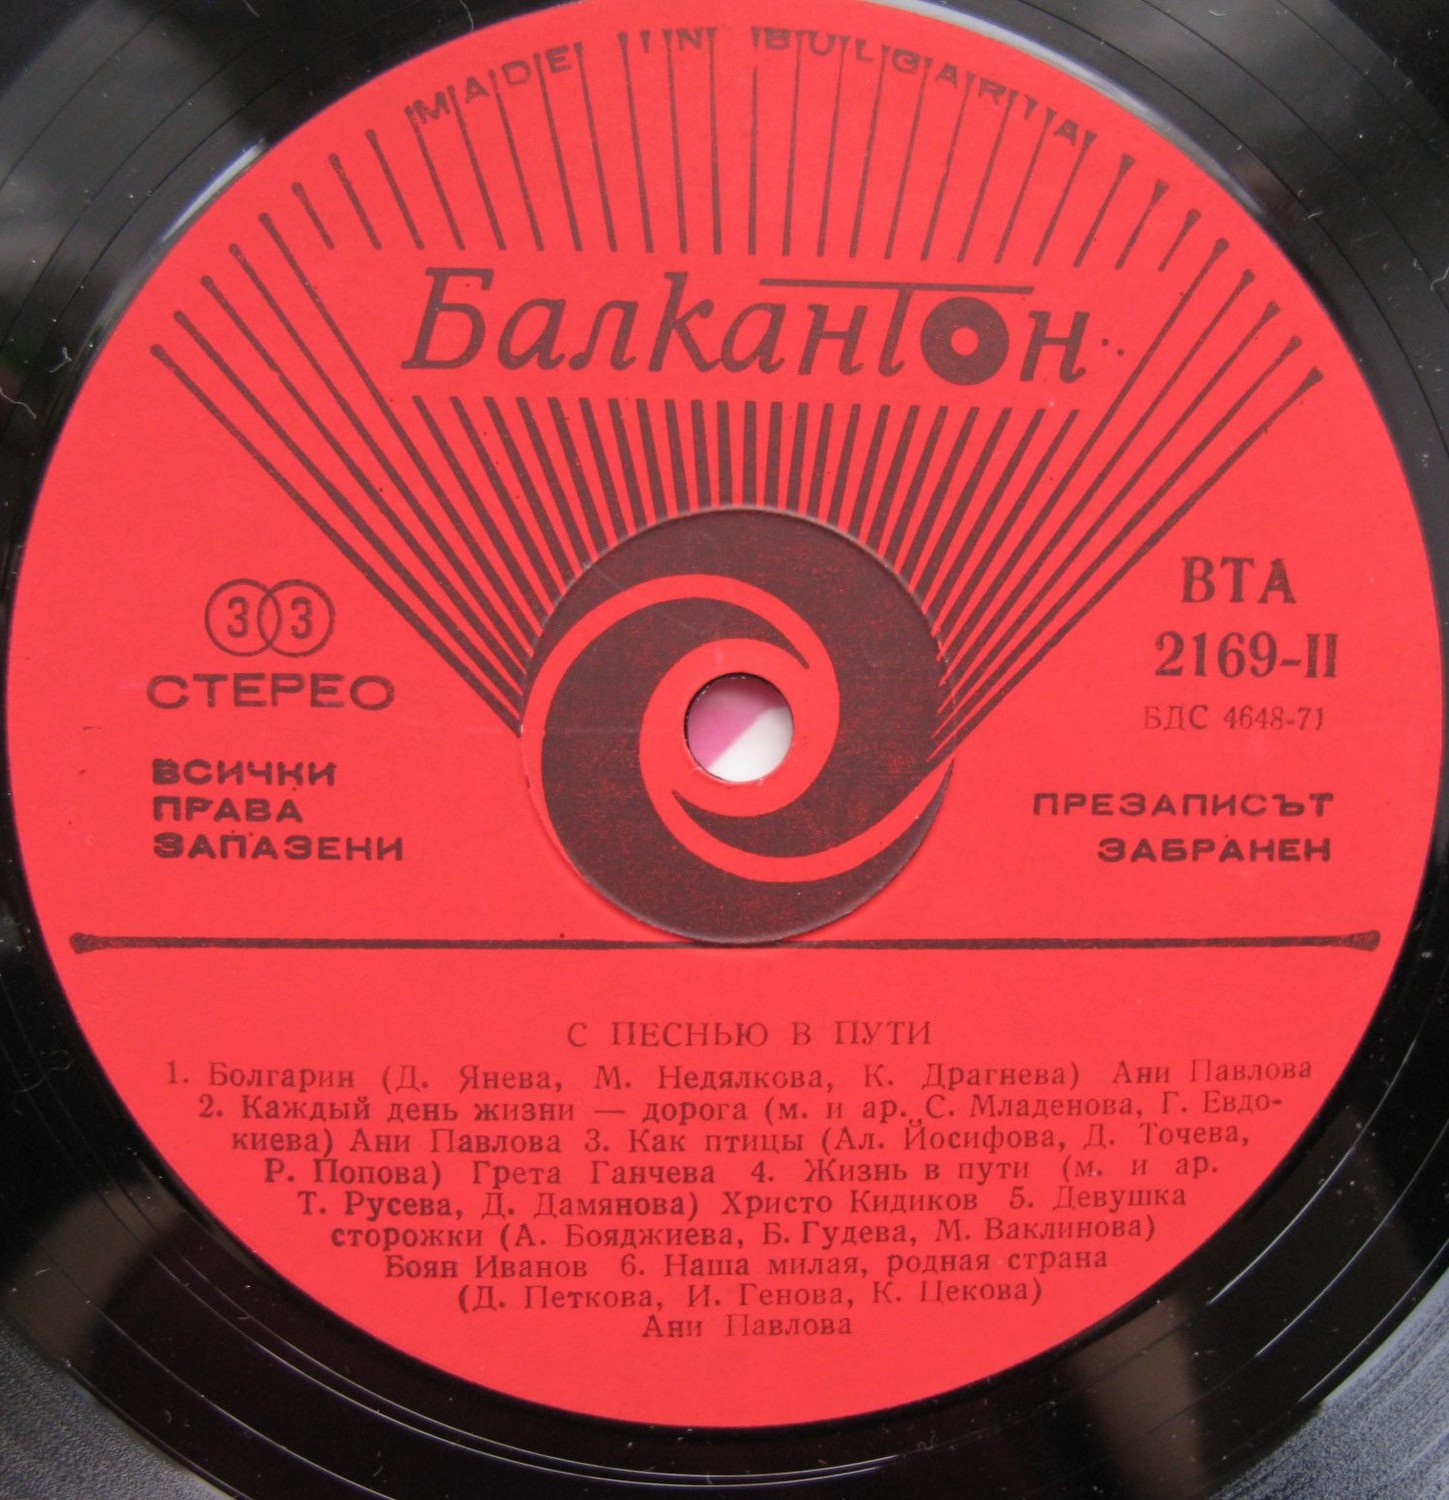 MADE IN BULGARIA
Балкантон
33
СТЕРЕО
ВСИЧКИ
ПРАВА
ЗАПАЗЕНИ
ВТА
2169-II
БДС 4648-71
ПРЕЗАПИСЪТ
ЗАБРАНЕН
С ПЕСНЬЮ В ПУТИ
1. Болгарин (Д. Янева, М. Недялкова, К. Драгнева) Ани Павлова
2. Каждый день жизни — дорога (м. и ар. С. Младенова, Г. Евдо-
киева) Ани Павлова 3. Как птицы (Ал. Йосифова, Д. Точева,
Р. Попова) Грета Ганчева 4. Жизнь в пути (м. и ар.
Т. Русева, Д. Дамянова) Христо Кидиков 5. Девушка
сторожки (А. Бояджиева, Б. Гудева, М. Ваклинова)
Боян Иванов 6. Наша милая, родная страна
(Д. Петкова, И. Генова, К. Цекова)
Ани Павлова